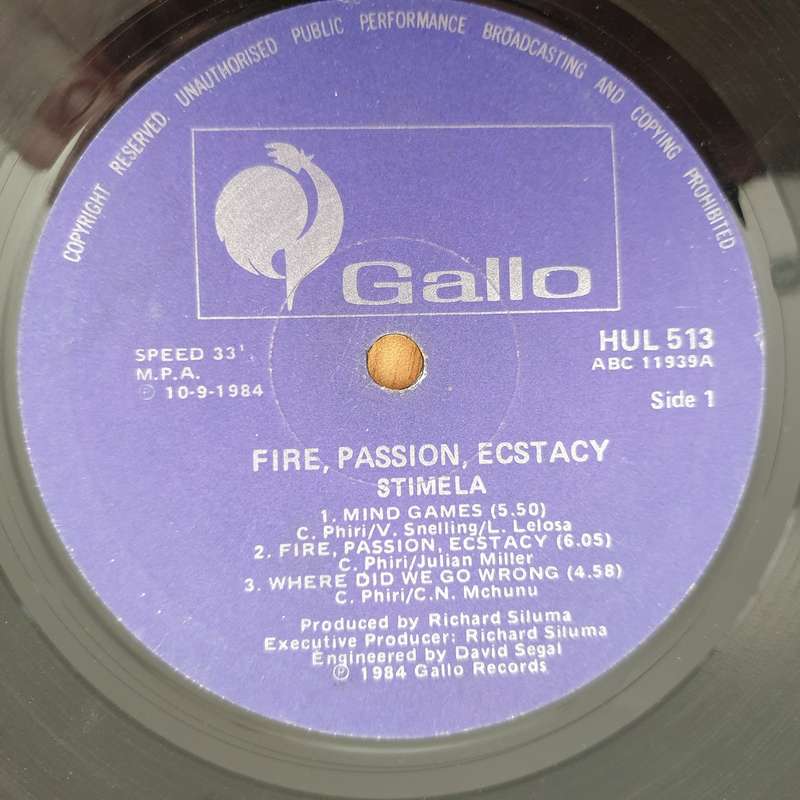 COPYRIGHT RESERVED. UNAUTHORISED PUBLIC PERFORMANCE BROADCASTING AND COPYING PROHIBITED.
Gallo
SPEED 33⅓.
M.P.A.
Ⓟ 10-9-1984
HUL 513
ABC 11939A
Side 1
FIRE, PASSION, ECSTACY
STIMELA
1. MIND GAMES (5.50)
C. Phiri/V. Snelling/L. Lelosa
2. FIRE, PASSION, ECSTACY (6.05)
C. Phiri/Julian Miller
3. WHERE DID WE GO WRONG (4.58)
C. Phiri/C.N. Mchunu
Produced by Richard Siluma
Executive Producer: Richard Siluma
Engineered by David Segal
Ⓟ 1984 Gallo Records